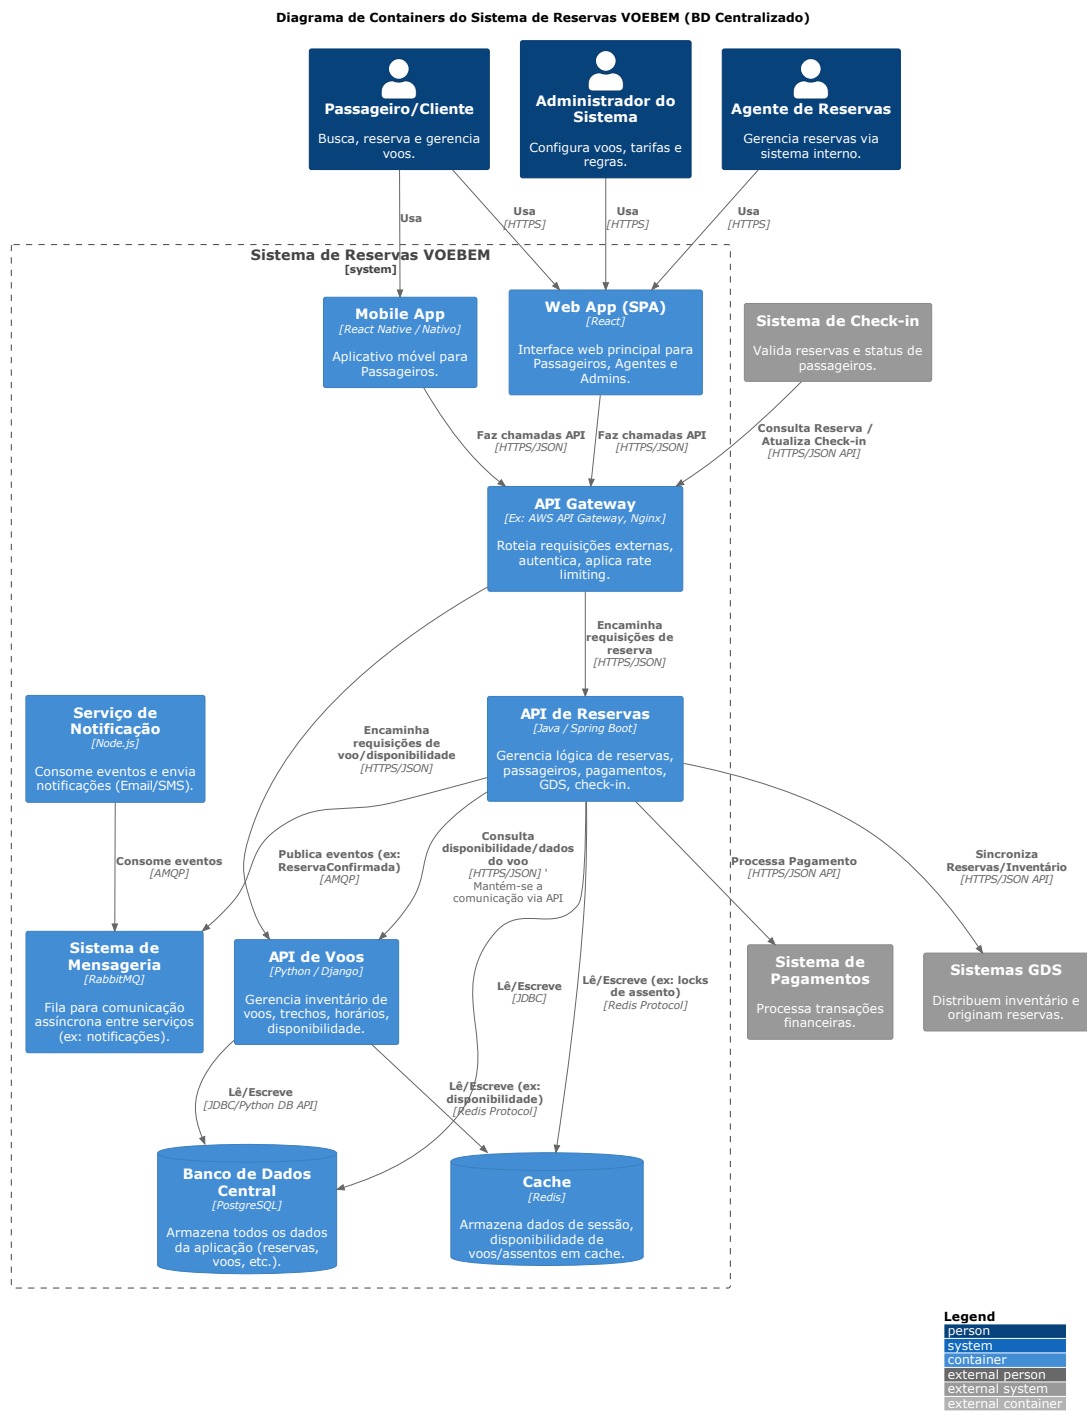 Diagrama de Containers do Sistema de Reservas VOEBEM (BD Centralizado)
Passageiro/Cliente
Busca, reserva e gerencia
voos.
Administrador do
Sistema
Configura voos, tarifas e
regras.
Agente de Reservas
Gerencia reservas via
sistema interno.
Usa
Usa
[HTTPS]
Usa
[HTTPS]
Usa
[HTTPS]
Sistema de Reservas VOEBEM
[system]
Mobile App
[React Native / Nativo]
Aplicativo móvel para
Passageiros.
Web App (SPA)
[React]
Interface web principal para
Passageiros, Agentes e
Admins.
Sistema de Check-in
Valida reservas e status de
passageiros.
Faz chamadas API
[HTTPS/JSON]
Faz chamadas API
[HTTPS/JSON]
Consulta Reserva /
Atualiza Check-in
[HTTPS/JSON API]
API Gateway
[Ex: AWS API Gateway, Nginx]
Roteia requisições externas,
autentica, aplica rate
limiting.
Encaminha
requisições de
reserva
[HTTPS/JSON]
Serviço de
Notificação
[Node.js]
Consome eventos e envia
notificações (Email/SMS).
Encaminha
requisições de
voo/disponibilidade
[HTTPS/JSON]
API de Reservas
[Java / Spring Boot]
Gerencia lógica de reservas,
passageiros, pagamentos,
GDS, check-in.
Consome eventos
[AMQP]
Publica eventos (ex:
ReservaConfirmada)
[AMQP]
Consulta
disponibilidade/dados
do voo
[HTTPS/JSON] '
Mantém-se a
comunicação via API
Processa Pagamento
[HTTPS/JSON API]
Sincroniza
Reservas/Inventário
[HTTPS/JSON API]
Sistema de
Mensageria
[RabbitMQ]
Fila para comunicação
assíncrona entre serviços
(ex: notificações).
API de Voos
[Python / Django]
Gerencia inventário de
voos, trechos, horários,
disponibilidade.
Lê/Escreve
[JDBC]
Lê/Escreve (ex: locks
de assento)
[Redis Protocol]
Sistema de
Pagamentos
Processa transações
financeiras.
Sistemas GDS
Distribuem inventário e
originam reservas.
Lê/Escreve
[JDBC/Python DB API]
Lê/Escreve (ex:
disponibilidade)
[Redis Protocol]
Banco de Dados
Central
[PostgreSQL]
Armazena todos os dados
da aplicação (reservas,
voos, etc.).
Cache
[Redis]
Armazena dados de sessão,
disponibilidade de
voos/assentos em cache.
Legend
person
system
container
external person
external system
external container